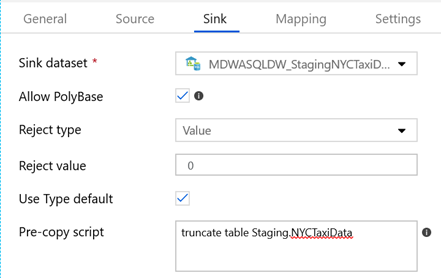 General Source Sink Mapping Settings
Sink dataset * MDWASQLDW_StagingNYCTaxiD...
Allow PolyBase
Reject type Value
Reject value 0
Use Type default
Pre-copy script truncate table Staging.NYCTaxiData